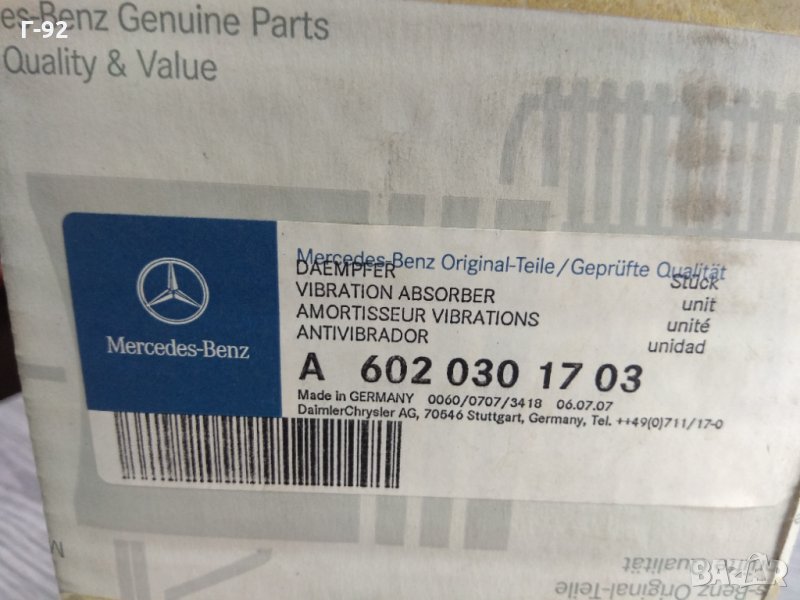 Г-92
es-Benz Genuine Parts
Quality & Value
Mercedes-Benz
Mercedes-Benz Original-Teile/Geprüfte Qualität
DAEMPFER
VIBRATION ABSORBER
AMORTISSEUR VIBRATIONS
ANTIVIBRADOR
Stück
unit
unité
unidad
A 602 030 17 03
Made in GERMANY 0060/0707/3418 06.07.07
DaimlerChrysler AG, 70546 Stuttgart, Germany, Tel. ++49(0)711/17-0
M
s-Benz Original-Teile
Qualität
BAZAR